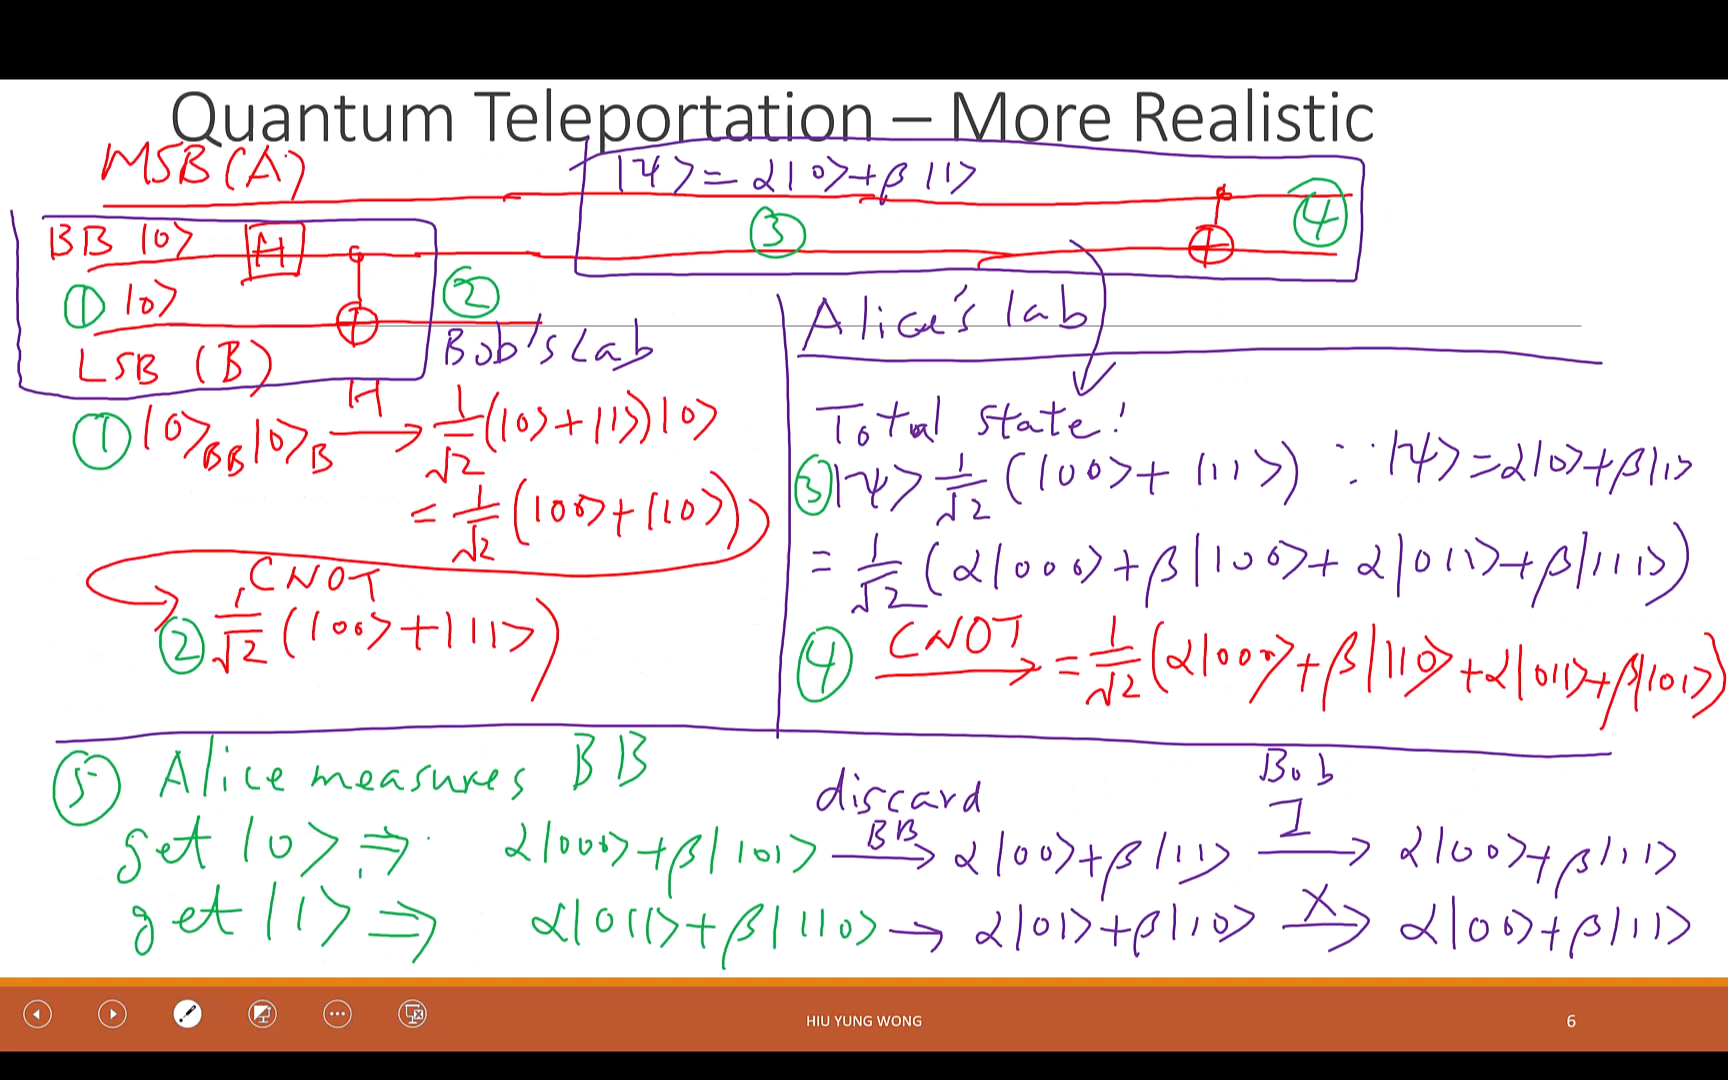 Quantum Teleportation – More Realistic
MSB (A)
|ψ> = α|0> + β|1>
BB |0> H
③
④
① |0>
②
LSB (B)
Bob's Lab
Alice's lab
① |0>BB |0>B H→ 1/√2 (|0> + |1>) |0>
= 1/√2 (|00> + |10>)
CNOT
② 1/√2 (|00> + |11>)
Total state!
③ |ψ> 1/√2 (|00> + |11>) ∵ |ψ> = α|0> + β|1>
= 1/√2 (α|000> + β|100> + α|011> + β|111>)
④ CNOT→ = 1/√2 (α|000> + β|110> + α|011> + β|101>)
⑤ Alice measures BB
discard
Bob
get |0> ⇒ α|000> + β|101> BB→ α|00> + β|11> I→ α|00> + β|11>
get |1> ⇒ α|011> + β|110> → α|01> + β|10> X→ α|00> + β|11>
HIU YUNG WONG
6